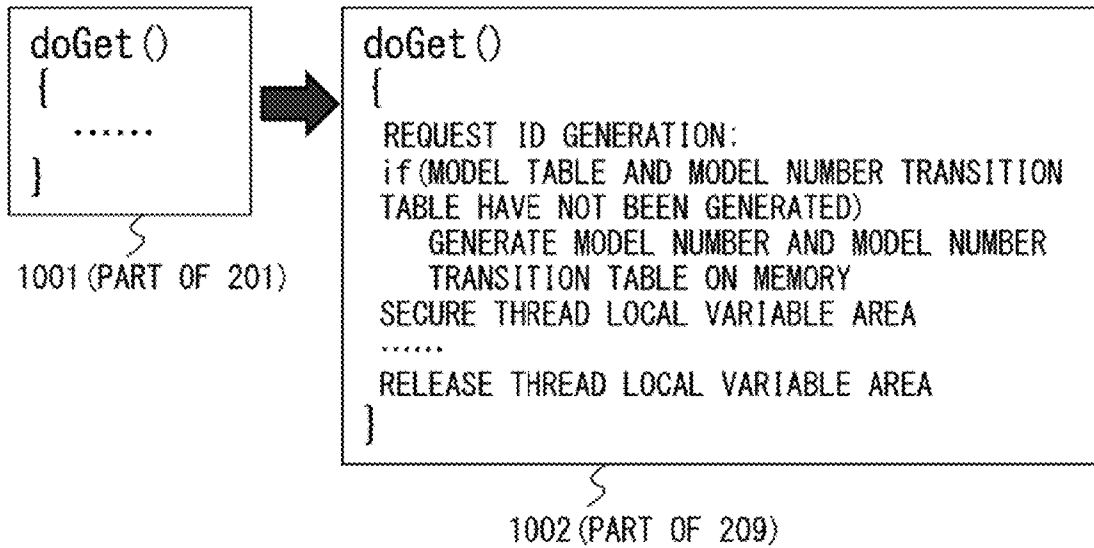 doGet()
{
......
}
1001(PART OF 201)
doGet()
{
REQUEST ID GENERATION:
if(MODEL TABLE AND MODEL NUMBER TRANSITION
TABLE HAVE NOT BEEN GENERATED)
GENERATE MODEL NUMBER AND MODEL NUMBER
TRANSITION TABLE ON MEMORY
SECURE THREAD LOCAL VARIABLE AREA
......
RELEASE THREAD LOCAL VARIABLE AREA
}
1002(PART OF 209)